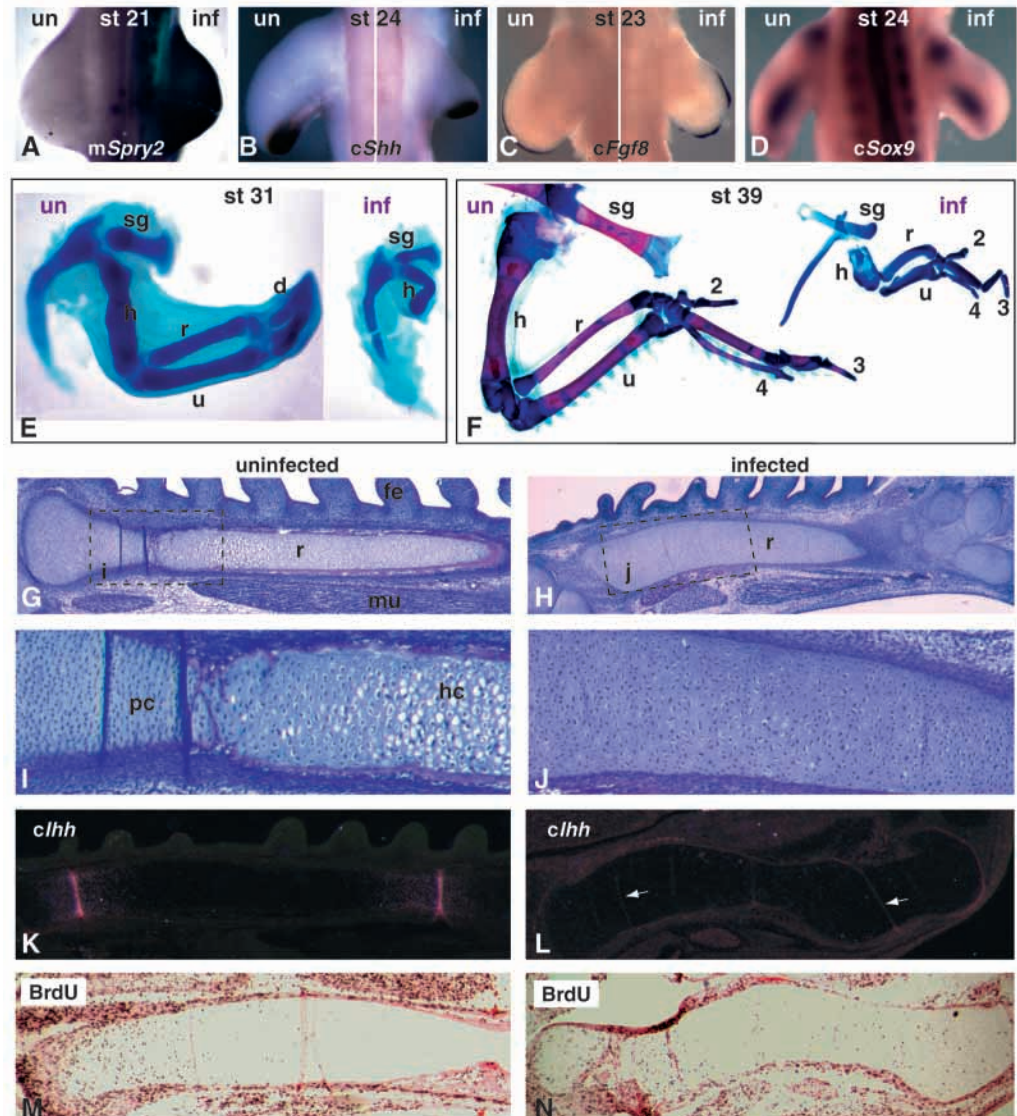 un st 21 inf
A mSpry2
un st 24 inf
B cShh
un st 23 inf
C cFgf8
un st 24 inf
D cSox9
un st 31 inf
sg
h
r
u
d
sg
h
E
un st 39 inf
sg
h
r
u
2
3
4
sg
h
r
u
2
4
3
F
uninfected
fe
i
r
mu
G
infected
j
r
H
pc
hc
I
J
cIhh
K
cIhh
L
BrdU
M
BrdU
N